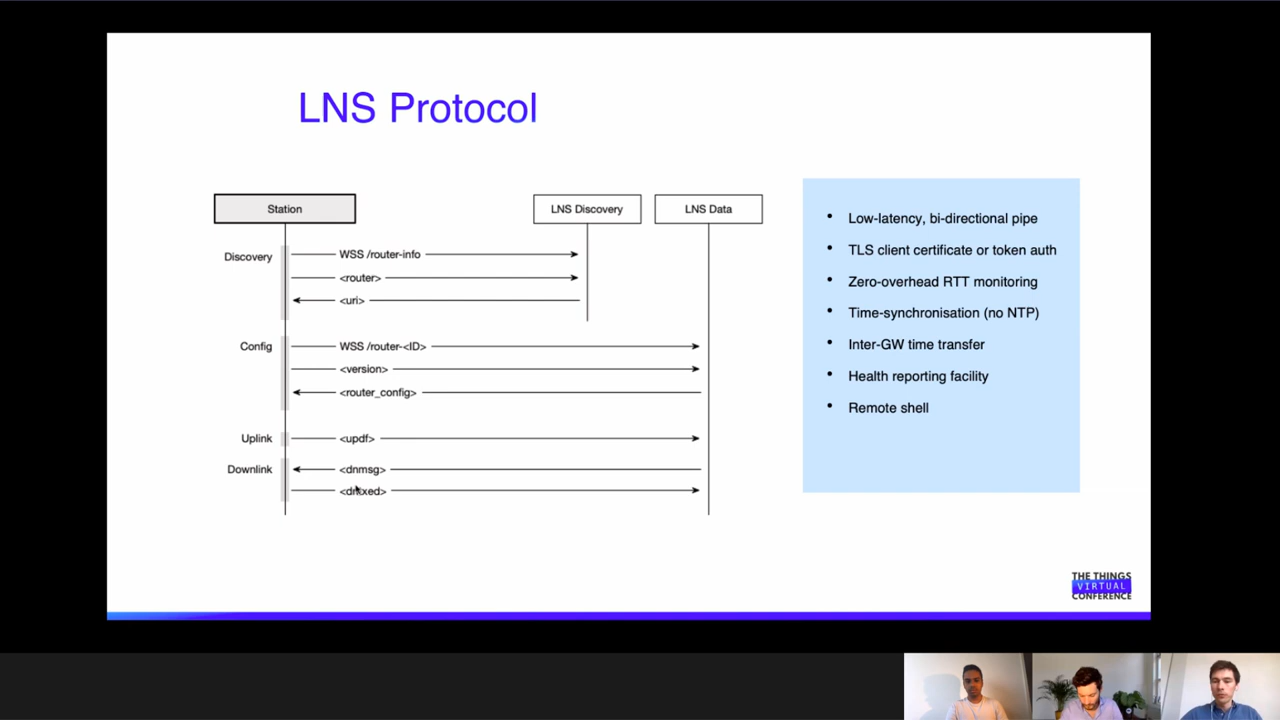 LNS Protocol
Station
LNS Discovery
LNS Data
Discovery
WSS /router-info
<router>
<uri>
Config
WSS /router-<ID>
<version>
<router_config>
Uplink
<updf>
Downlink
<dnmsg>
<dntxed>
• Low-latency, bi-directional pipe
• TLS client certificate or token auth
• Zero-overhead RTT monitoring
• Time-synchronisation (no NTP)
• Inter-GW time transfer
• Health reporting facility
• Remote shell
THE THINGS
VIRTUAL
CONFERENCE